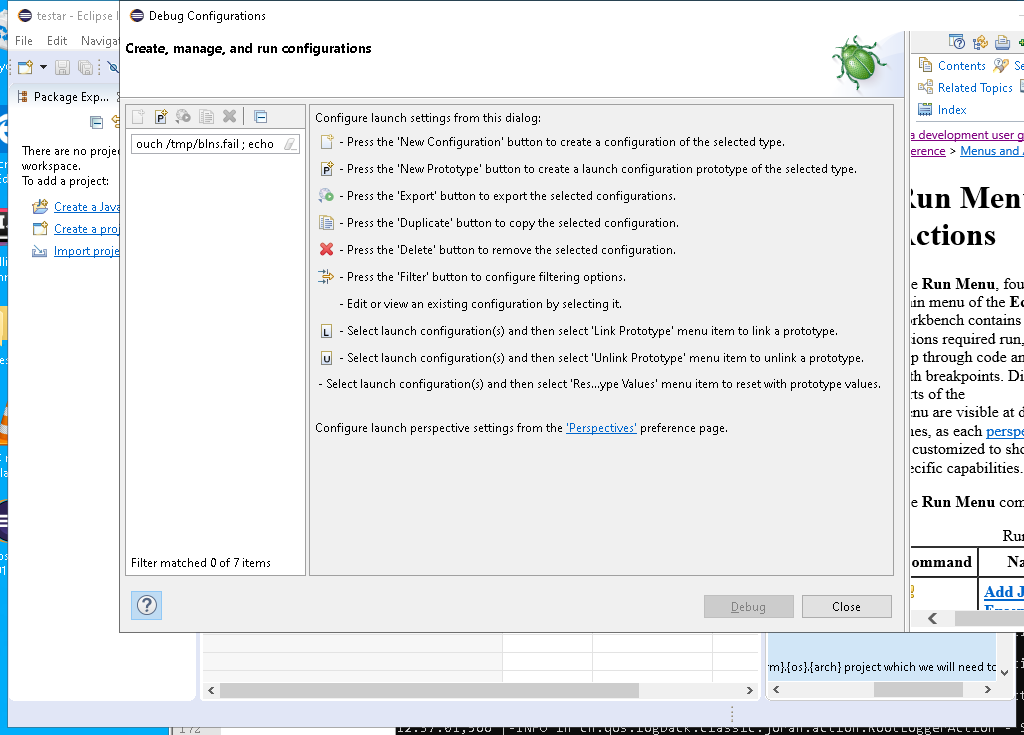 testar - Eclipse I
Debug Configurations
File Edit Navigat
Create, manage, and run configurations
Package Exp...
Contents
Se
Related Topics
Index
a development user g
erence > Menus and
There are no projec
workspace.
To add a project:
Create a Java
Create a proj
Import proje
ouch /tmp/blns.fail ; echo
Filter matched 0 of 7 items
Configure launch settings from this dialog:
- Press the 'New Configuration' button to create a configuration of the selected type.
- Press the 'New Prototype' button to create a launch configuration prototype of the selected type.
- Press the 'Export' button to export the selected configurations.
- Press the 'Duplicate' button to copy the selected configuration.
- Press the 'Delete' button to remove the selected configuration.
- Press the 'Filter' button to configure filtering options.
- Edit or view an existing configuration by selecting it.
L - Select launch configuration(s) and then select 'Link Prototype' menu item to link a prototype.
U - Select launch configuration(s) and then select 'Unlink Prototype' menu item to unlink a prototype.
- Select launch configuration(s) and then select 'Res...ype Values' menu item to reset with prototype values.
Configure launch perspective settings from the 'Perspectives' preference page.
Debug
Close
Run Menu
Actions
e Run Menu, fou
in menu of the Ec
rkbench contains
ions required run,
p through code an
th breakpoints. Di
rts of the
enu are visible at d
nes, as each perspe
customized to sho
ecific capabilities.
e Run Menu com
Run
ommand
Na
Add J
rm}.{os}.{arch} project which we will need to
172
12:57:01,506 |-INFO in ch.qos.logback.classic.joran.action.RootLoggerAction - S